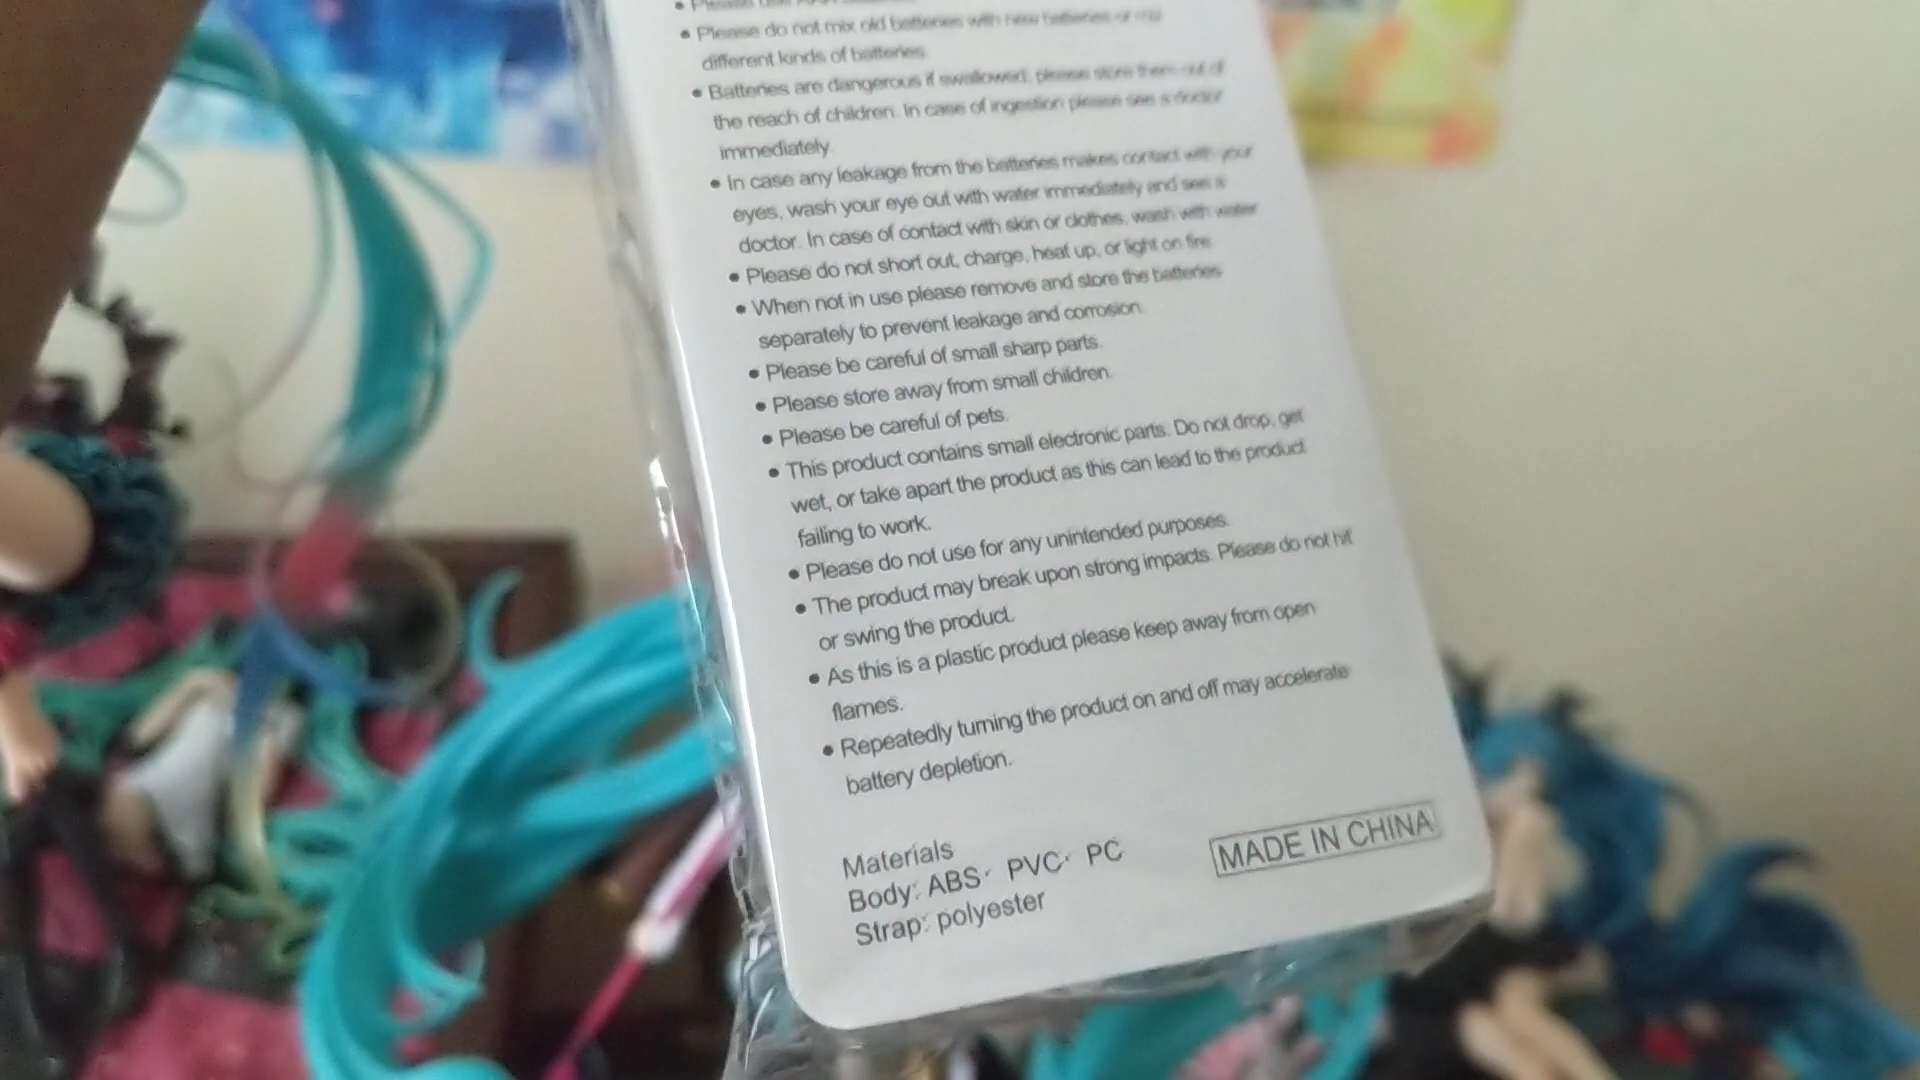 • Please use
• Please do not mix old batteries with new batteries or mix
different kinds of batteries.
• Batteries are dangerous if swallowed; please store them out of
the reach of children. In case of ingestion please see a doctor
immediately.
• In case any leakage from the batteries makes contact with your
eyes, wash your eye out with water immediately and see a
doctor. In case of contact with skin or clothes, wash with water.
• Please do not short out, charge, heat up, or light on fire.
• When not in use please remove and store the batteries
separately to prevent leakage and corrosion.
• Please be careful of small sharp parts.
• Please store away from small children.
• Please be careful of pets.
• This product contains small electronic parts. Do not drop, get
wet, or take apart the product as this can lead to the product
failing to work.
• Please do not use for any unintended purposes.
• The product may break upon strong impacts. Please do not hit
or swing the product.
• As this is a plastic product please keep away from open
flames.
• Repeatedly turning the product on and off may accelerate
battery depletion.
Materials
Body: ABS· PVC· PC
Strap: polyester
MADE IN CHINA